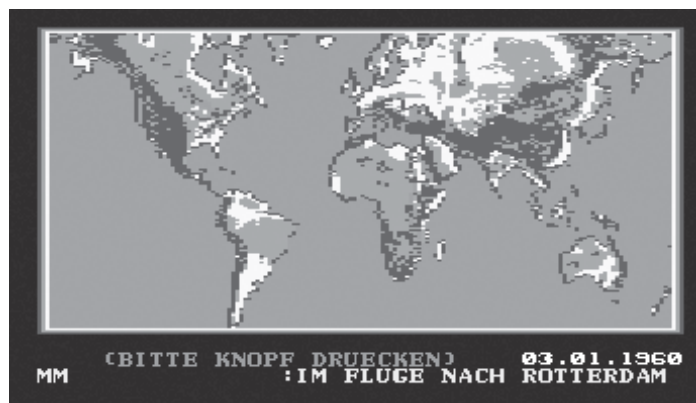 (BITTE KNOPF DRUECKEN) 03.01.1960
MM :IM FLUGE NACH ROTTERDAM